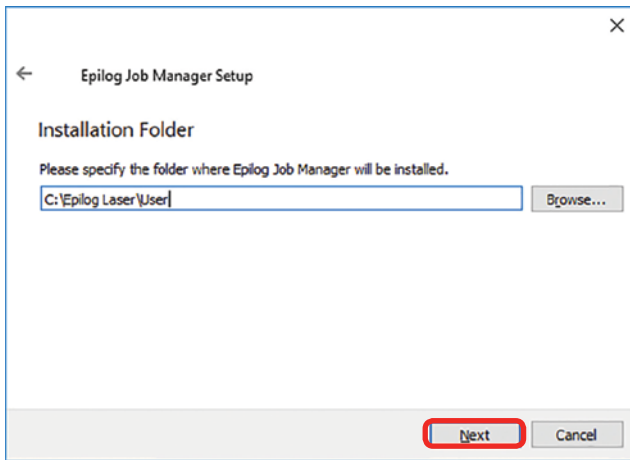 Epilog Job Manager Setup
Installation Folder
Please specify the folder where Epilog Job Manager will be installed.
C:\Epilog Laser\User
Browse...
Next
Cancel